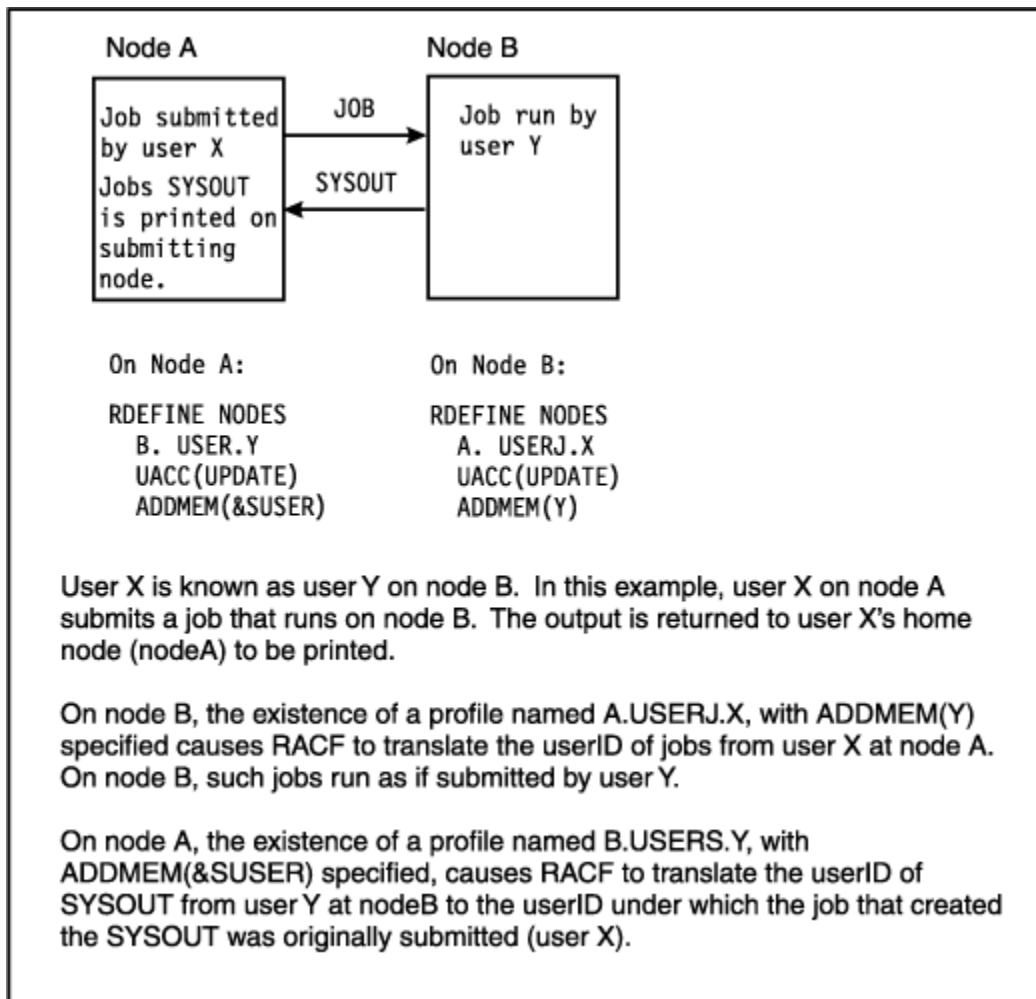 Node A
Node B
Job submitted
by user X
Jobs SYSOUT
is printed on
submitting
node.
JOB
SYSOUT
Job run by
user Y
On Node A:
RDEFINE NODES
B. USER.Y
UACC(UPDATE)
ADDMEM(&SUSER)
On Node B:
RDEFINE NODES
A. USERJ.X
UACC(UPDATE)
ADDMEM(Y)
User X is known as user Y on node B. In this example, user X on node A
submits a job that runs on node B. The output is returned to user X's home
node (nodeA) to be printed.
On node B, the existence of a profile named A.USERJ.X, with ADDMEM(Y)
specified causes RACF to translate the userID of jobs from user X at node A.
On node B, such jobs run as if submitted by user Y.
On node A, the existence of a profile named B.USERS.Y, with
ADDMEM(&SUSER) specified, causes RACF to translate the userID of
SYSOUT from user Y at nodeB to the userID under which the job that created
the SYSOUT was originally submitted (user X).